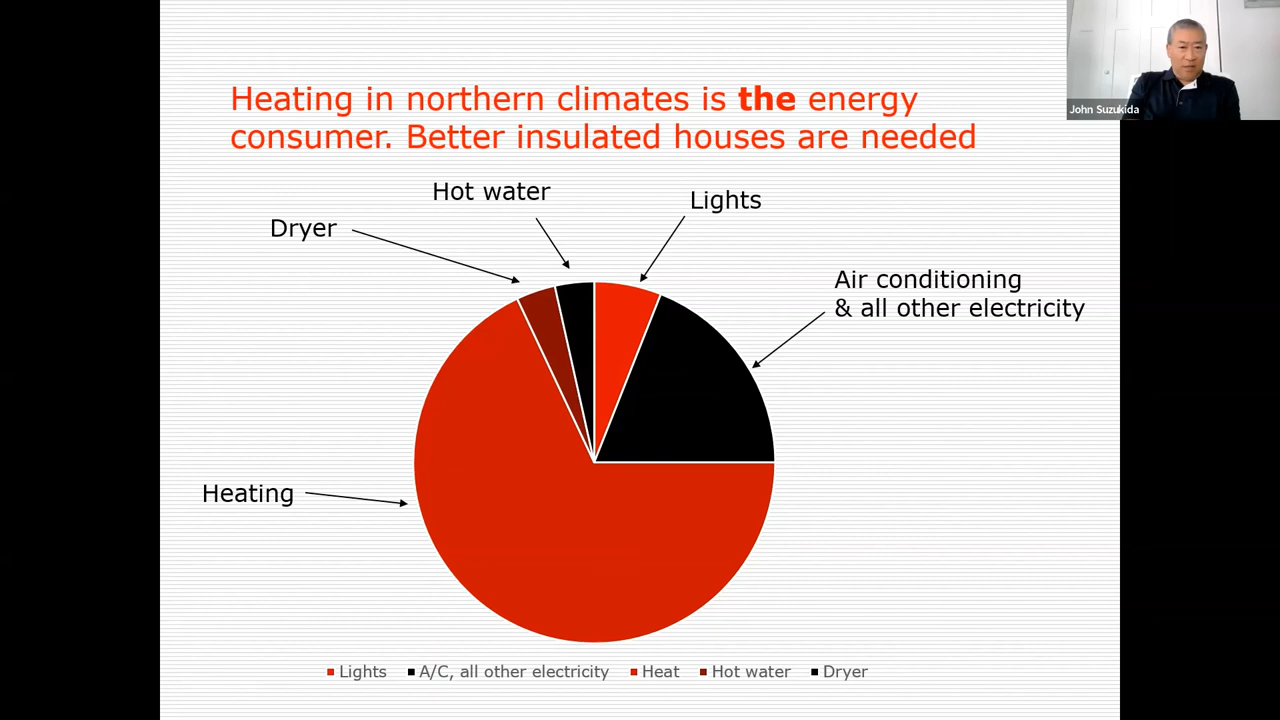 Heating in northern climates is the energy
consumer. Better insulated houses are needed
John Suzukida
Hot water
Lights
Dryer
Air conditioning
& all other electricity
Heating
Lights
A/C, all other electricity
Heat
Hot water
Dryer